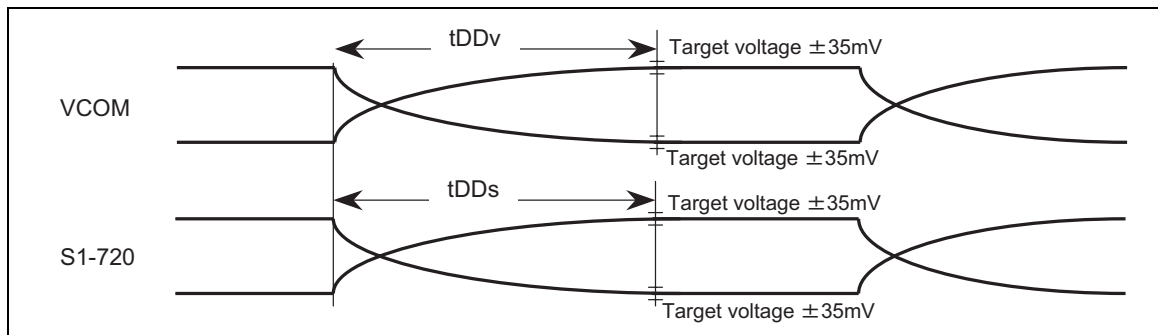 tDDv
Target voltage ±35mV
VCOM
Target voltage ±35mV
tDDs
Target voltage ±35mV
S1-720
Target voltage ±35mV